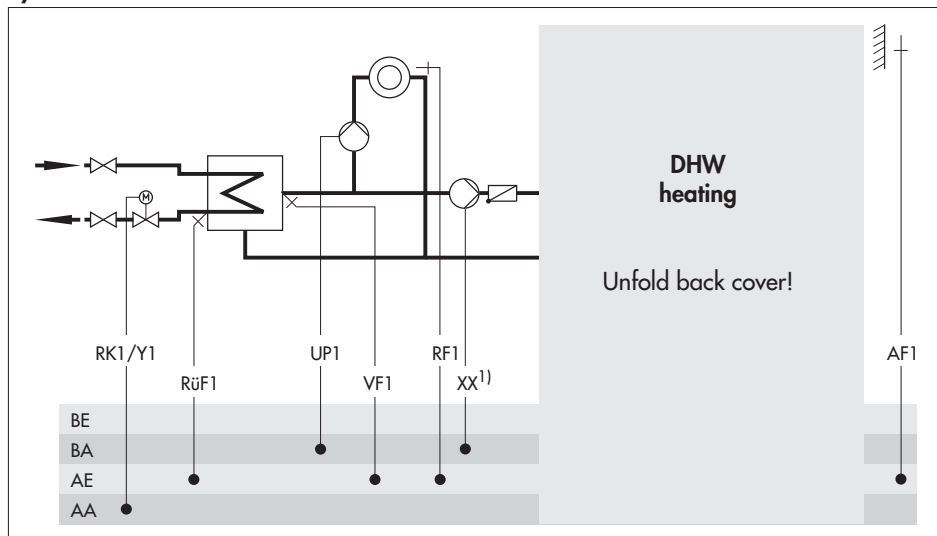 M
DHW
heating
Unfold back cover!
RK1/Y1
UP1
RF1
AF1
RüF1
VF1
XX1)
BE
BA
AE
AA